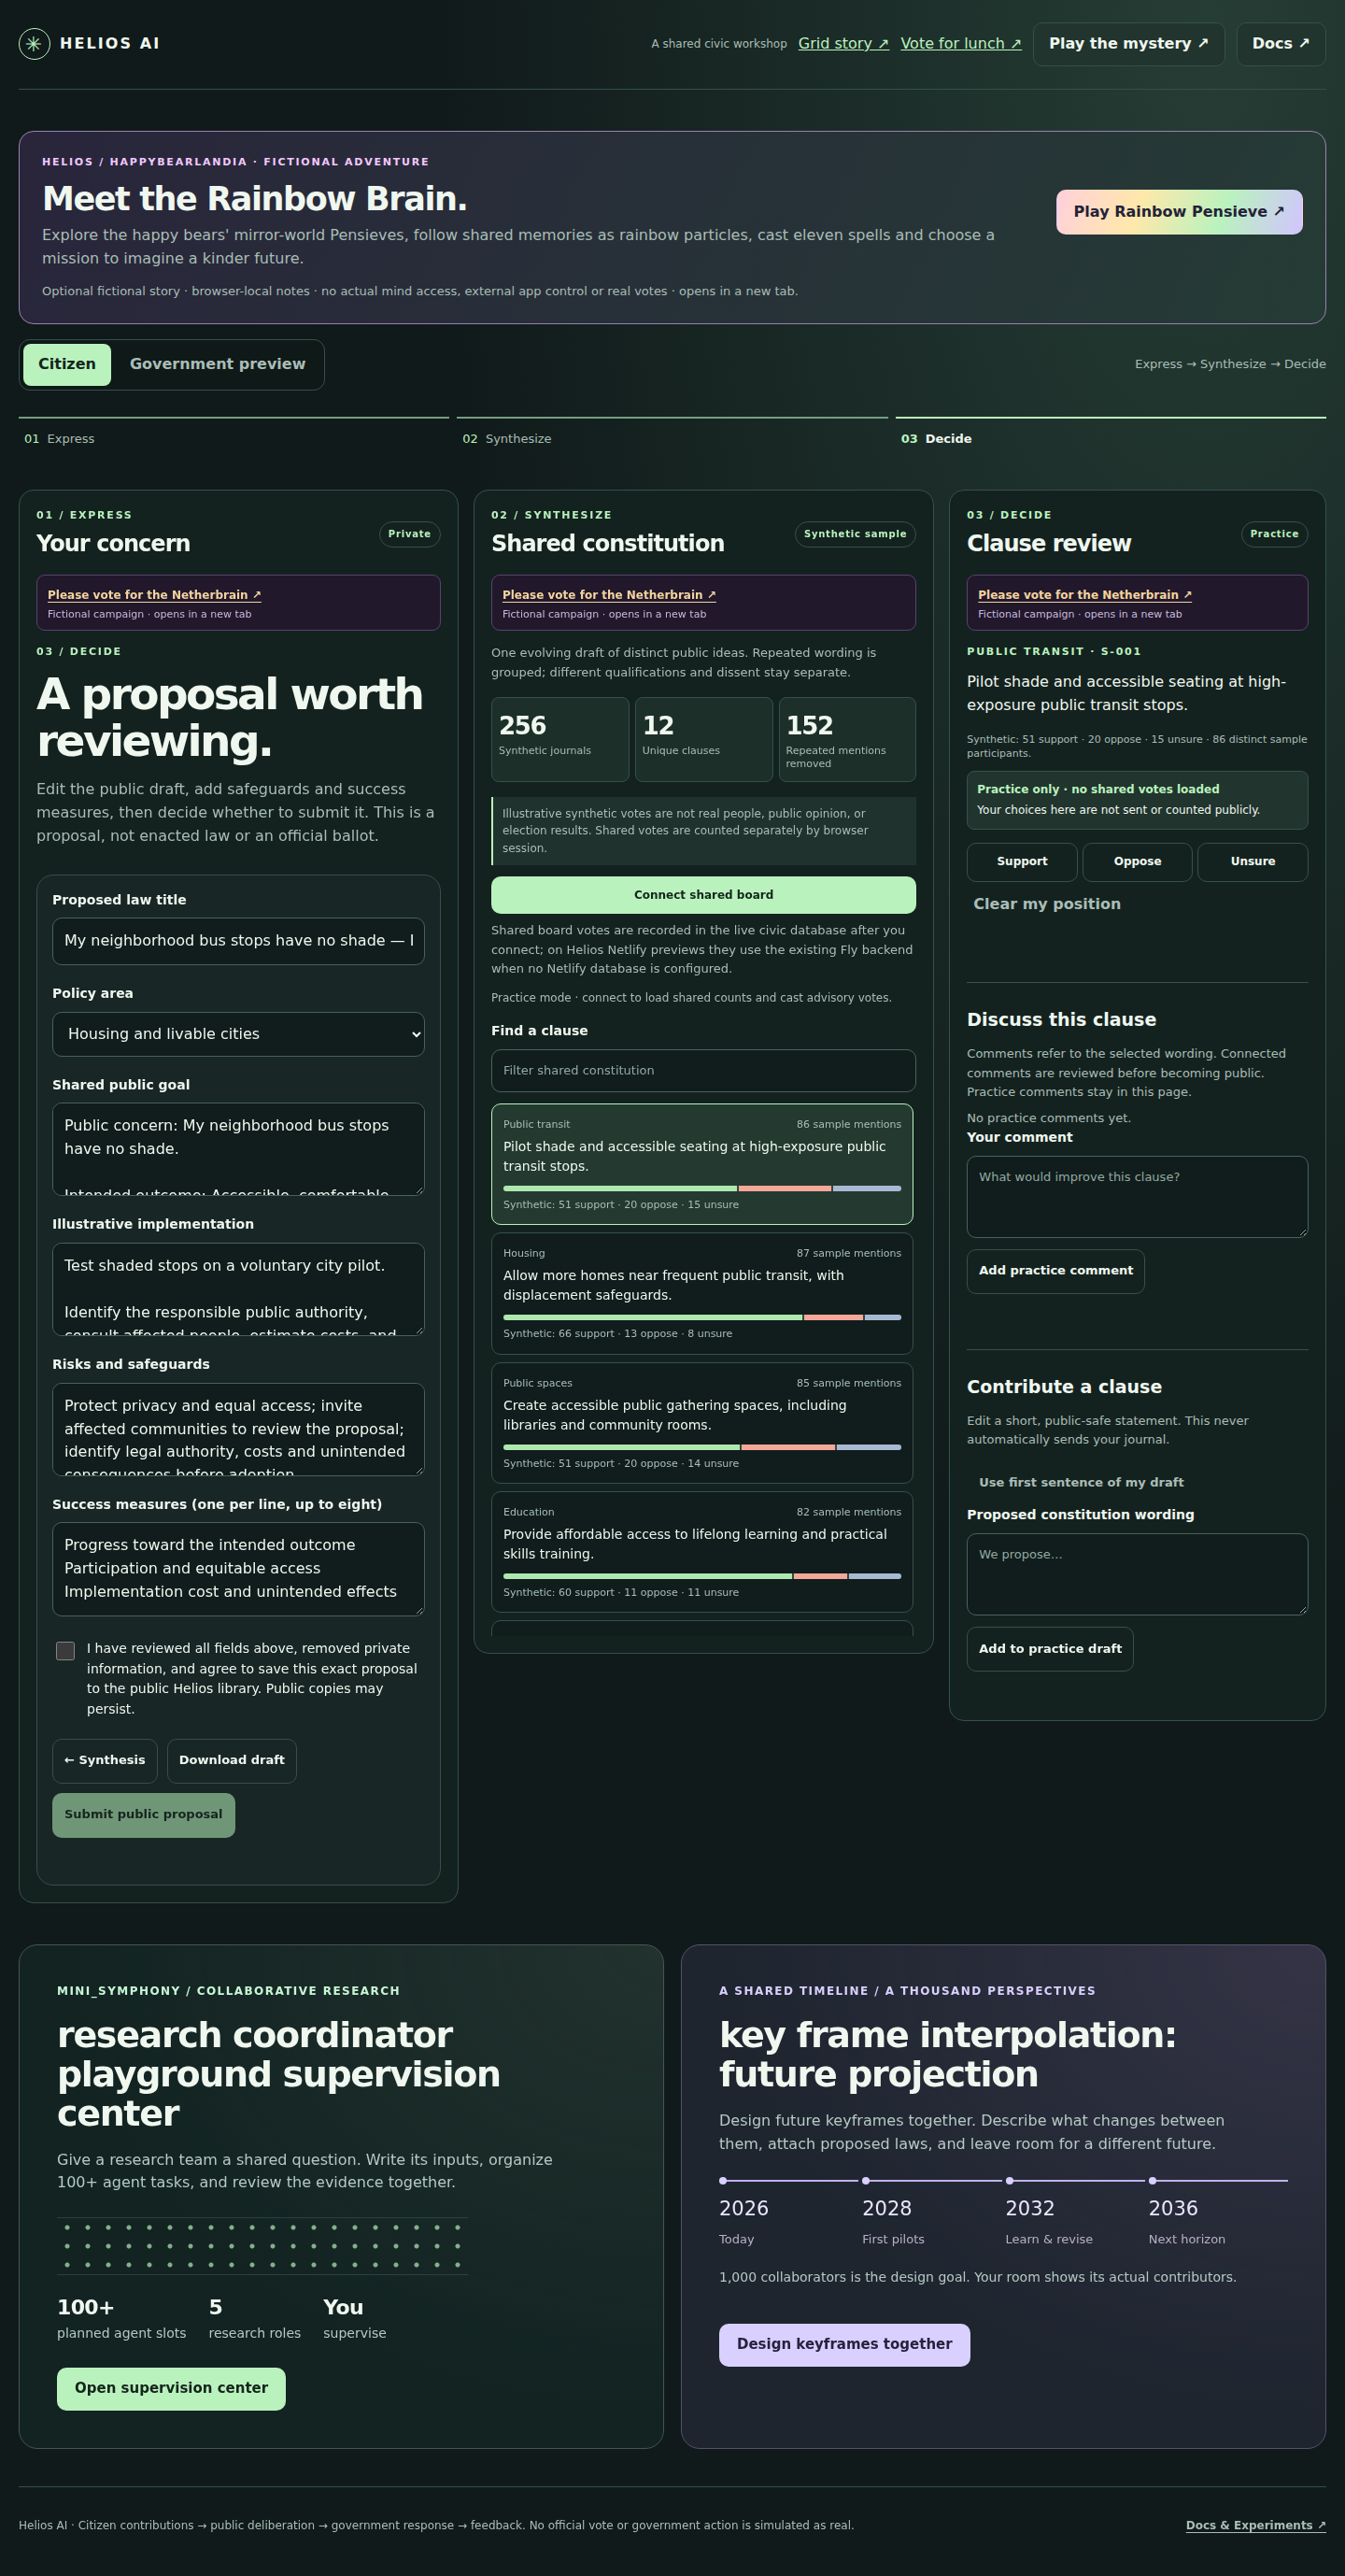 HELIOS AI
A shared civic workshop
Grid story ↗
Vote for lunch ↗
Play the mystery ↗
Docs ↗
HELIOS / HAPPYBEARLANDIA · FICTIONAL ADVENTURE
Meet the Rainbow Brain.
Explore the happy bears' mirror-world Pensieves, follow shared memories as rainbow particles, cast eleven spells and choose a
mission to imagine a kinder future.
Optional fictional story · browser-local notes · no actual mind access, external app control or real votes · opens in a new tab.
Play Rainbow Pensieve ↗
Citizen
Government preview
Express → Synthesize → Decide
01 Express
02 Synthesize
03 Decide
01 / EXPRESS
Your concern
Private
Please vote for the Netherbrain ↗
Fictional campaign · opens in a new tab
03 / DECIDE
A proposal worth
reviewing.
Edit the public draft, add safeguards and success
measures, then decide whether to submit it. This is a
proposal, not enacted law or an official ballot.
Proposed law title
My neighborhood bus stops have no shade — I
Policy area
Housing and livable cities
Shared public goal
Public concern: My neighborhood bus stops
have no shade.
Intended outcome: Accessible, comfortable
Illustrative implementation
Test shaded stops on a voluntary city pilot.
Identify the responsible public authority,
consult affected people, estimate costs, and
Risks and safeguards
Protect privacy and equal access; invite
affected communities to review the proposal;
identify legal authority, costs and unintended
consequences before adoption.
Success measures (one per line, up to eight)
Progress toward the intended outcome
Participation and equitable access
Implementation cost and unintended effects
I have reviewed all fields above, removed private
information, and agree to save this exact proposal
to the public Helios library. Public copies may
persist.
← Synthesis
Download draft
Submit public proposal
02 / SYNTHESIZE
Shared constitution
Synthetic sample
Please vote for the Netherbrain ↗
Fictional campaign · opens in a new tab
One evolving draft of distinct public ideas. Repeated wording is
grouped; different qualifications and dissent stay separate.
256
Synthetic journals
12
Unique clauses
152
Repeated mentions
removed
Illustrative synthetic votes are not real people, public opinion, or
election results. Shared votes are counted separately by browser
session.
Connect shared board
Shared board votes are recorded in the live civic database after you
connect; on Helios Netlify previews they use the existing Fly backend
when no Netlify database is configured.
Practice mode · connect to load shared counts and cast advisory votes.
Find a clause
Filter shared constitution
Public transit
86 sample mentions
Pilot shade and accessible seating at high-exposure public
transit stops.
Synthetic: 51 support · 20 oppose · 15 unsure
Housing
87 sample mentions
Allow more homes near frequent public transit, with
displacement safeguards.
Synthetic: 66 support · 13 oppose · 8 unsure
Public spaces
85 sample mentions
Create accessible public gathering spaces, including
libraries and community rooms.
Synthetic: 51 support · 20 oppose · 14 unsure
Education
82 sample mentions
Provide affordable access to lifelong learning and practical
skills training.
Synthetic: 60 support · 11 oppose · 11 unsure
03 / DECIDE
Clause review
Practice
Please vote for the Netherbrain ↗
Fictional campaign · opens in a new tab
PUBLIC TRANSIT · S-001
Pilot shade and accessible seating at high-
exposure public transit stops.
Synthetic: 51 support · 20 oppose · 15 unsure · 86 distinct sample
participants.
Practice only · no shared votes loaded
Your choices here are not sent or counted publicly.
Support
Oppose
Unsure
Clear my position
Discuss this clause
Comments refer to the selected wording. Connected
comments are reviewed before becoming public.
Practice comments stay in this page.
No practice comments yet.
Your comment
What would improve this clause?
Add practice comment
Contribute a clause
Edit a short, public-safe statement. This never
automatically sends your journal.
Use first sentence of my draft
Proposed constitution wording
We propose…
Add to practice draft
MINI_SYMPHONY / COLLABORATIVE RESEARCH
research coordinator
playground supervision
center
Give a research team a shared question. Write its inputs, organize
100+ agent tasks, and review the evidence together.
100+
planned agent slots
5
research roles
You
supervise
Open supervision center
A SHARED TIMELINE / A THOUSAND PERSPECTIVES
key frame interpolation:
future projection
Design future keyframes together. Describe what changes between
them, attach proposed laws, and leave room for a different future.
2026
Today
2028
First pilots
2032
Learn & revise
2036
Next horizon
1,000 collaborators is the design goal. Your room shows its actual contributors.
Design keyframes together
Helios AI · Citizen contributions → public deliberation → government response → feedback. No official vote or government action is simulated as real.
Docs & Experiments ↗